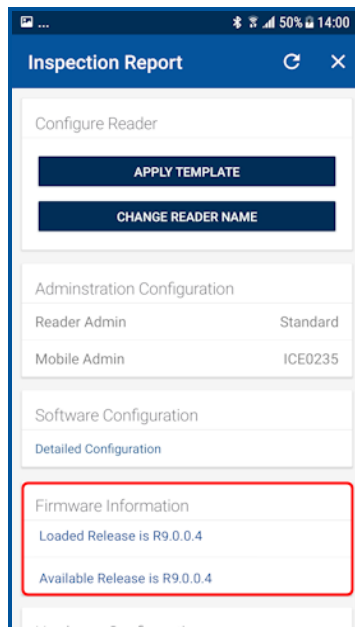 ... 50% 14:00
Inspection Report
Configure Reader
APPLY TEMPLATE
CHANGE READER NAME
Adminstration Configuration
Reader Admin Standard
Mobile Admin ICE0235
Software Configuration
Detailed Configuration
Firmware Information
Loaded Release is R9.0.0.4
Available Release is R9.0.0.4